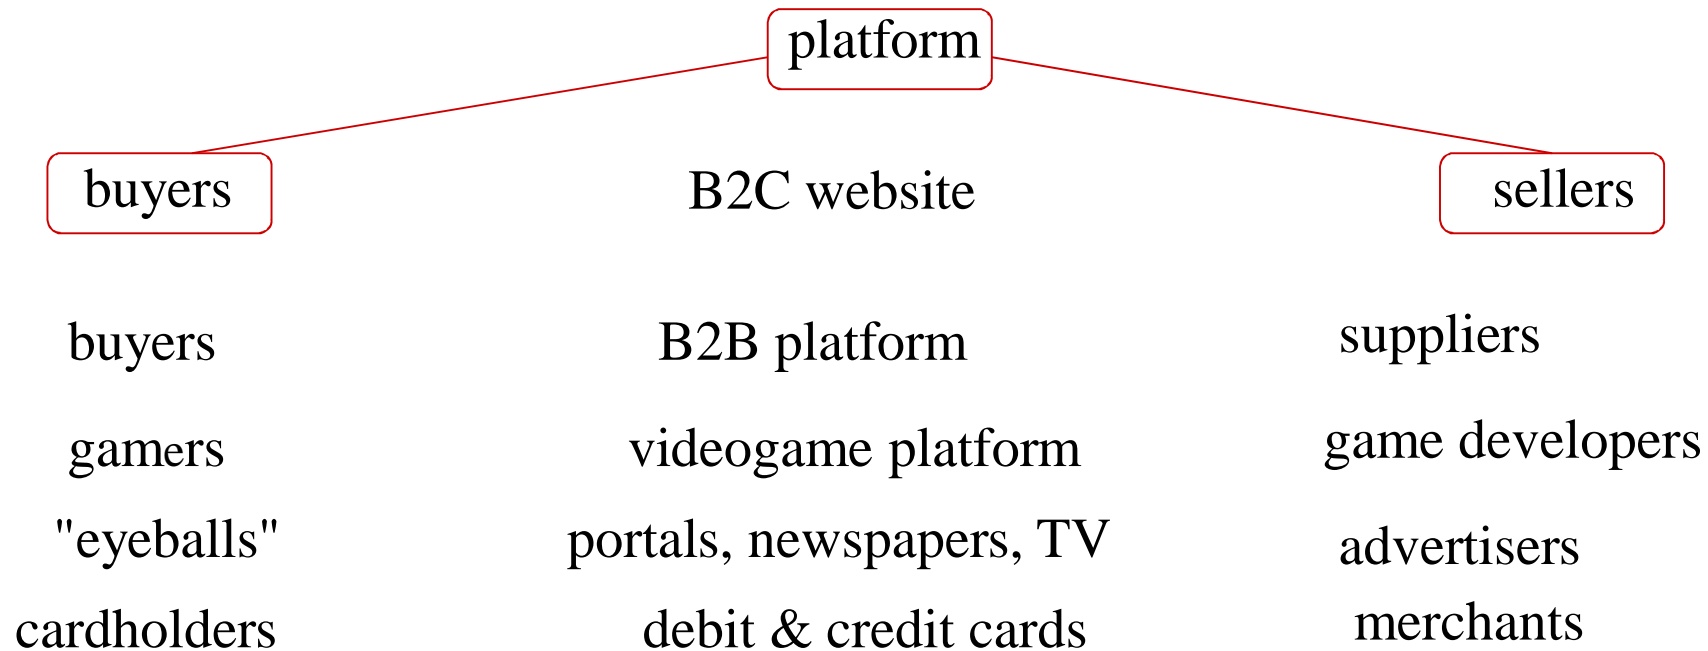 platform
buyers B2C website sellers
buyers B2B platform suppliers
gamers videogame platform game developers
"eyeballs" portals, newspapers, TV advertisers
cardholders debit & credit cards merchants